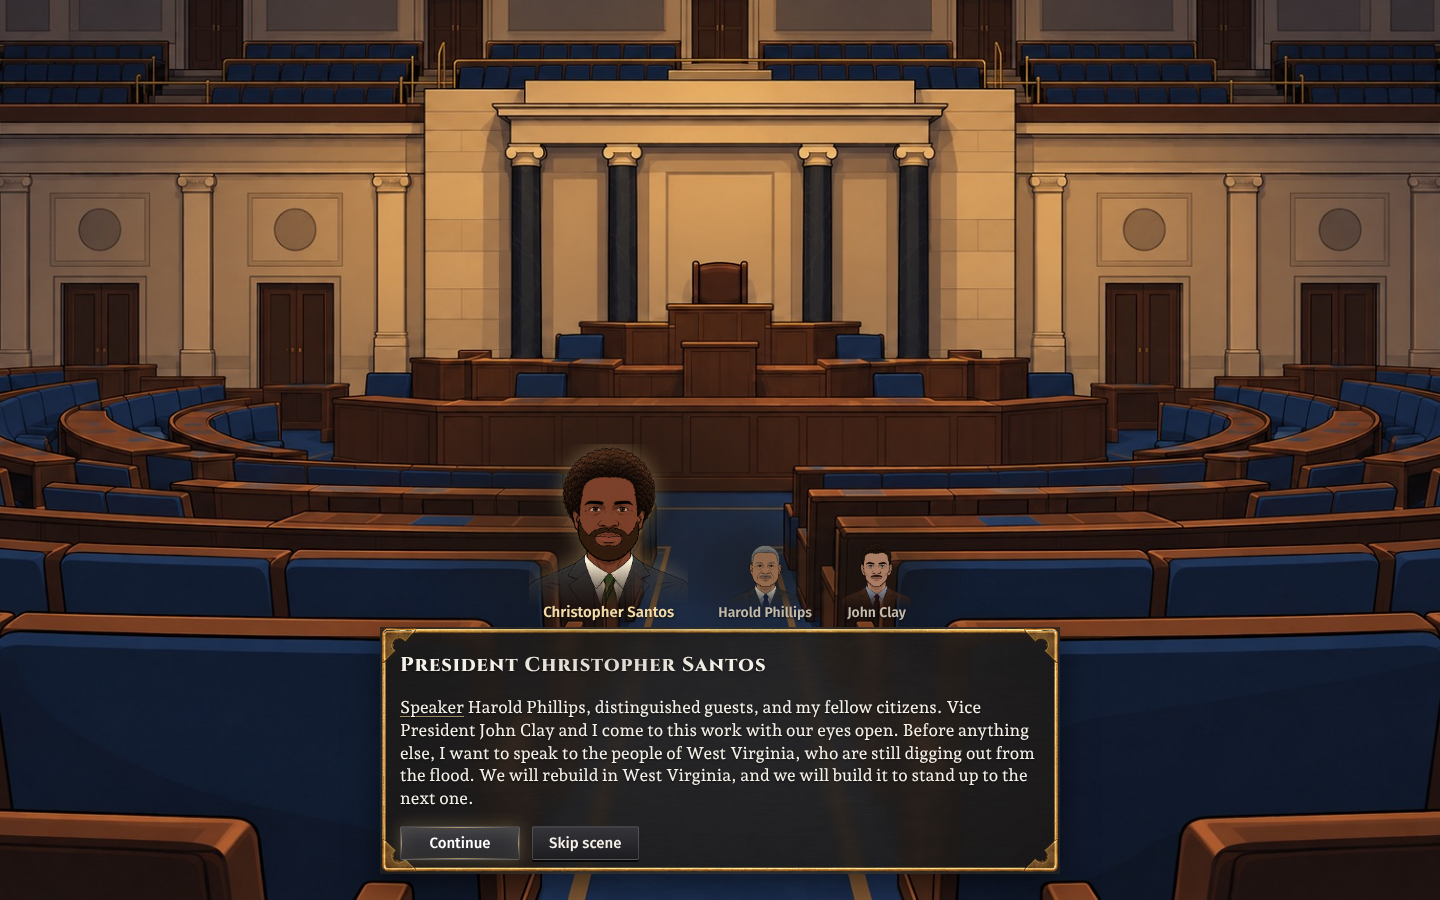 Christopher Santos
Harold Phillips
John Clay
President Christopher Santos
Speaker Harold Phillips, distinguished guests, and my fellow citizens. Vice
President John Clay and I come to this work with our eyes open. Before anything
else, I want to speak to the people of West Virginia, who are still digging out from
the flood. We will rebuild in West Virginia, and we will build it to stand up to the
next one.
Continue
Skip scene